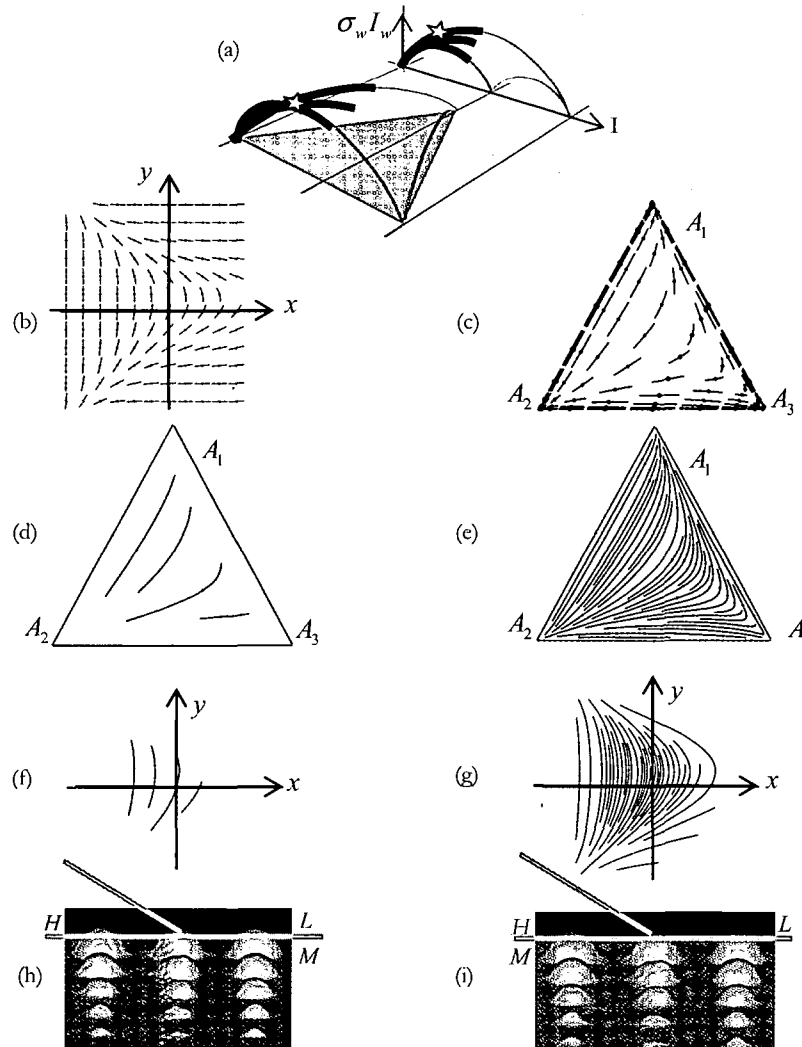 (a)
σ_w I_w
I
(b)
y
x
(c)
A_1
A_2
A_3
(d)
A_1
A_2
A_3
(e)
A_1
A_2
A
(f)
y
x
(g)
y
x
(h)
H
L
M
(i)
H
L
M